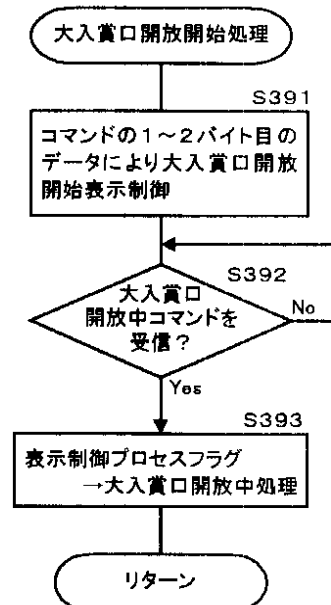 大入賞口開放開始処理
S391
コマンドの1～2バイト目の
データにより大入賞口開放
開始表示制御
S392
大入賞口
開放中コマンドを
受信?
No
Yes
S393
表示制御プロセスフラグ
→大入賞口開放中処理
リターン